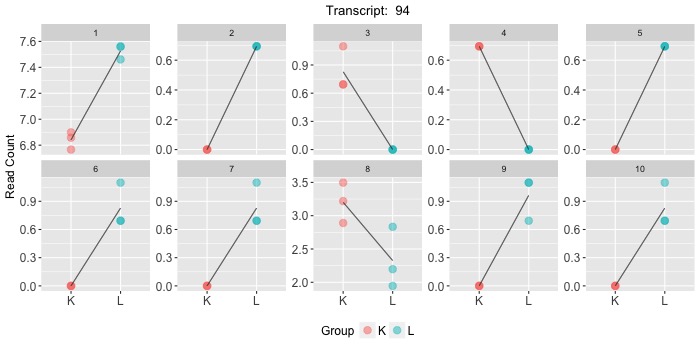 Transcript: 94
1 2 3 4 5
7.6 7.4 7.2 7.0 6.8
0.6 0.4 0.2 0.0
0.9 0.6 0.3 0.0
0.6 0.4 0.2 0.0
0.6 0.4 0.2 0.0
Read Count
6 7 8 9 10
0.9 0.6 0.3 0.0
0.9 0.6 0.3 0.0
3.5 3.0 2.5 2.0
0.9 0.6 0.3 0.0
0.9 0.6 0.3 0.0
K L K L K L K L K L
Group K L